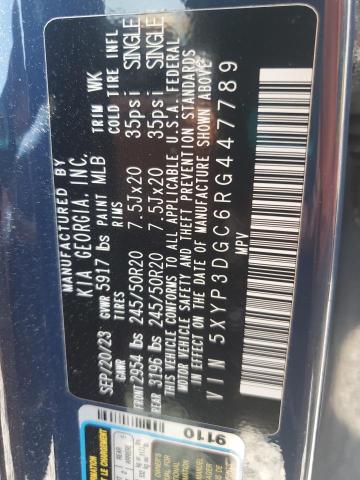 MANUFACTURED BY
KIA GEORGIA, INC.
SEP/20/23 GVWR 5917 lbs PAINT MLB TRIM WK
GAWR TIRES RIMS COLD TIRE INFL
FRONT 2954 lbs 245/50R20 7.5Jx20 35psi SINGLE
REAR 3196 lbs 245/50R20 7.5Jx20 35psi SINGLE
THIS VEHICLE CONFORMS TO ALL APPLICABLE U.S.A. FEDERAL
MOTOR VEHICLE SAFETY, BUMPER, AND THEFT PREVENTION STANDARDS
IN EFFECT ON THE DATE OF MANUFACTURE SHOWN ABOVE.
VIN 5XYP3DGC6RG447789
MPV
9110